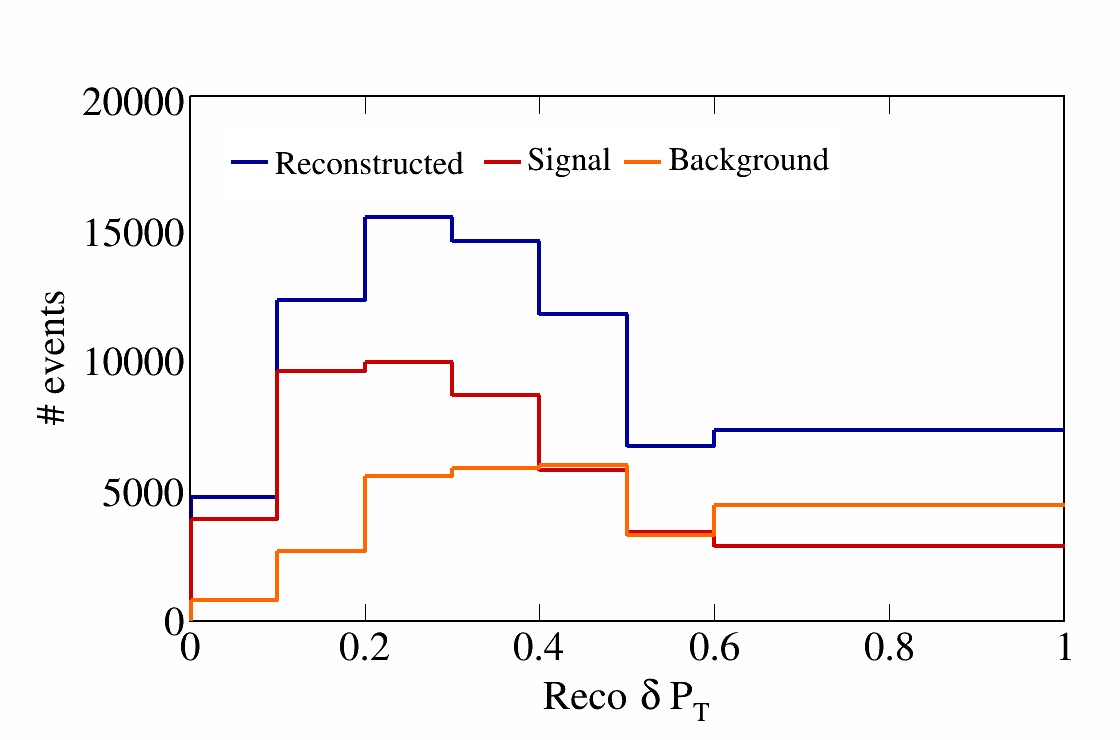 20000
Reconstructed Signal Background
15000
10000
5000
0
# events
0 0.2 0.4 0.6 0.8 1
Reco δ P_T